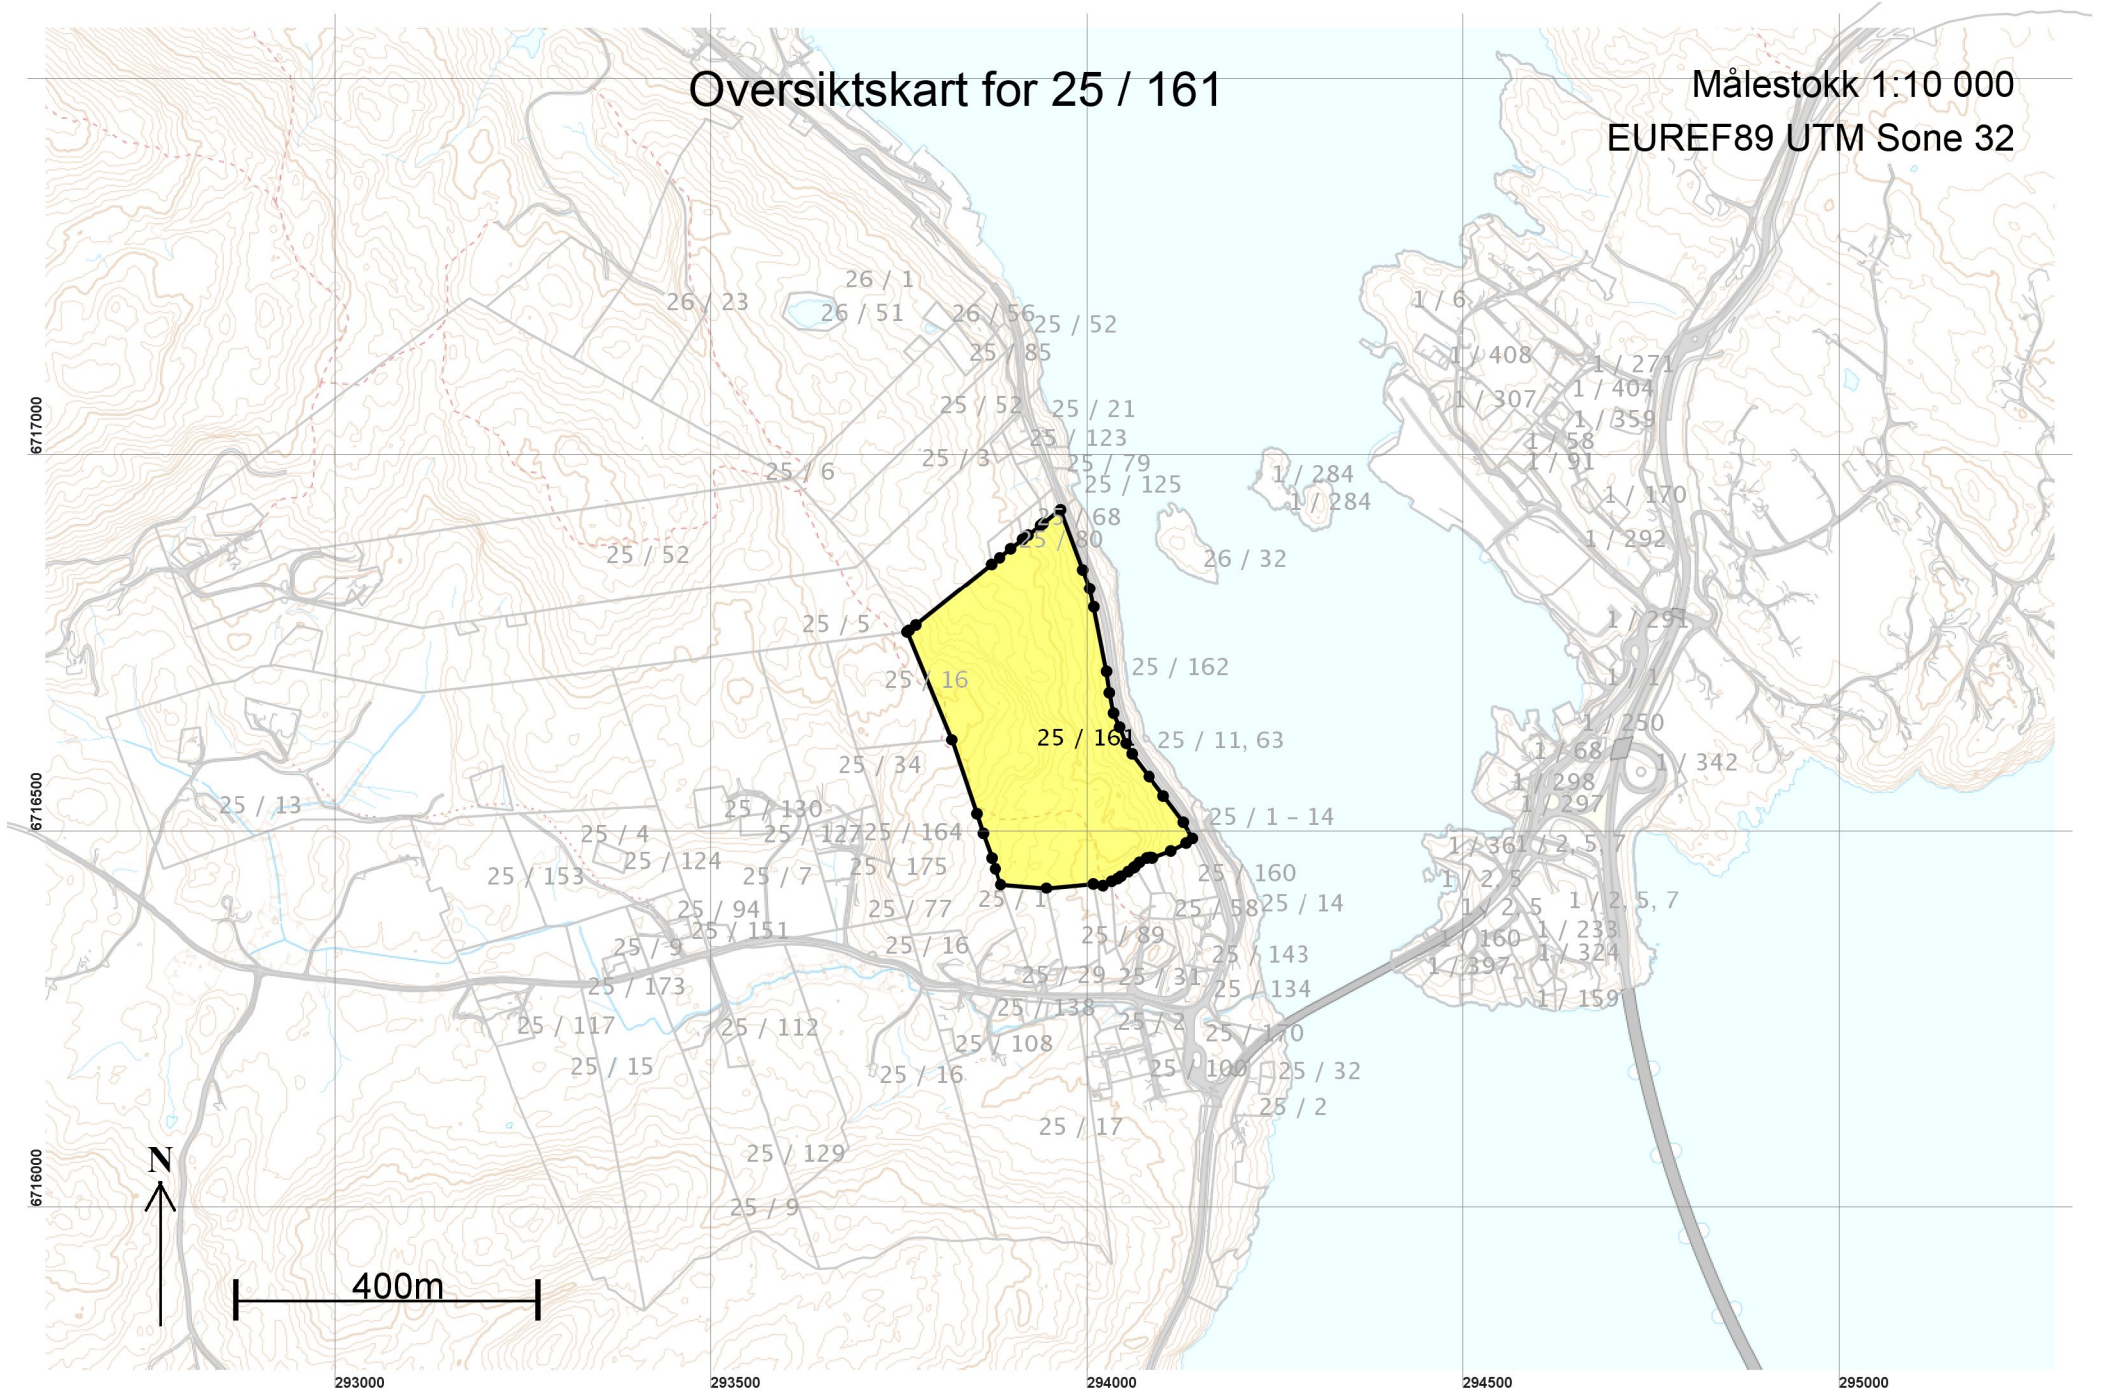 Oversiktskart for 25 / 161
Målestokk 1:10 000
EUREF89 UTM Sone 32
26 / 1
26 / 23
26 / 51
26 / 56
25 / 52
1 / 6
25 / 85
1 / 408
1 / 271
1 / 404
1 / 307
25 / 52
25 / 21
1 / 359
25 / 123
1 / 58
25 / 3
25 / 79
1 / 91
6717000
25 / 6
1 / 284
25 / 125
1 / 170
1 / 284
25 / 68
25 / 80
1 / 292
25 / 52
26 / 32
25 / 5
1 / 291
25 / 162
25 / 16
1 / 1
1 / 250
25 / 161
25 / 11, 63
1 / 68
25 / 34
1 / 342
1 / 298
6716500
25 / 13
25 / 130
1 / 297
25 / 1 – 14
25 / 4
25 / 127
25 / 164
1 / 36
1 / 2, 5, 7
25 / 124
25 / 175
25 / 153
25 / 7
25 / 160
1 / 2, 5
25 / 1
25 / 94
25 / 77
25 / 58
25 / 14
1 / 2, 5
1 / 2, 5, 7
25 / 151
25 / 89
1 / 233
25 / 9
25 / 16
1 / 160
25 / 143
1 / 324
1 / 397
25 / 29
25 / 31
25 / 173
25 / 134
1 / 159
25 / 138
25 / 117
25 / 112
25 / 2
25 / 170
25 / 108
25 / 15
25 / 16
25 / 100
25 / 32
25 / 2
25 / 17
25 / 129
N
6716000
25 / 9
400m
293000
293500
294000
294500
295000